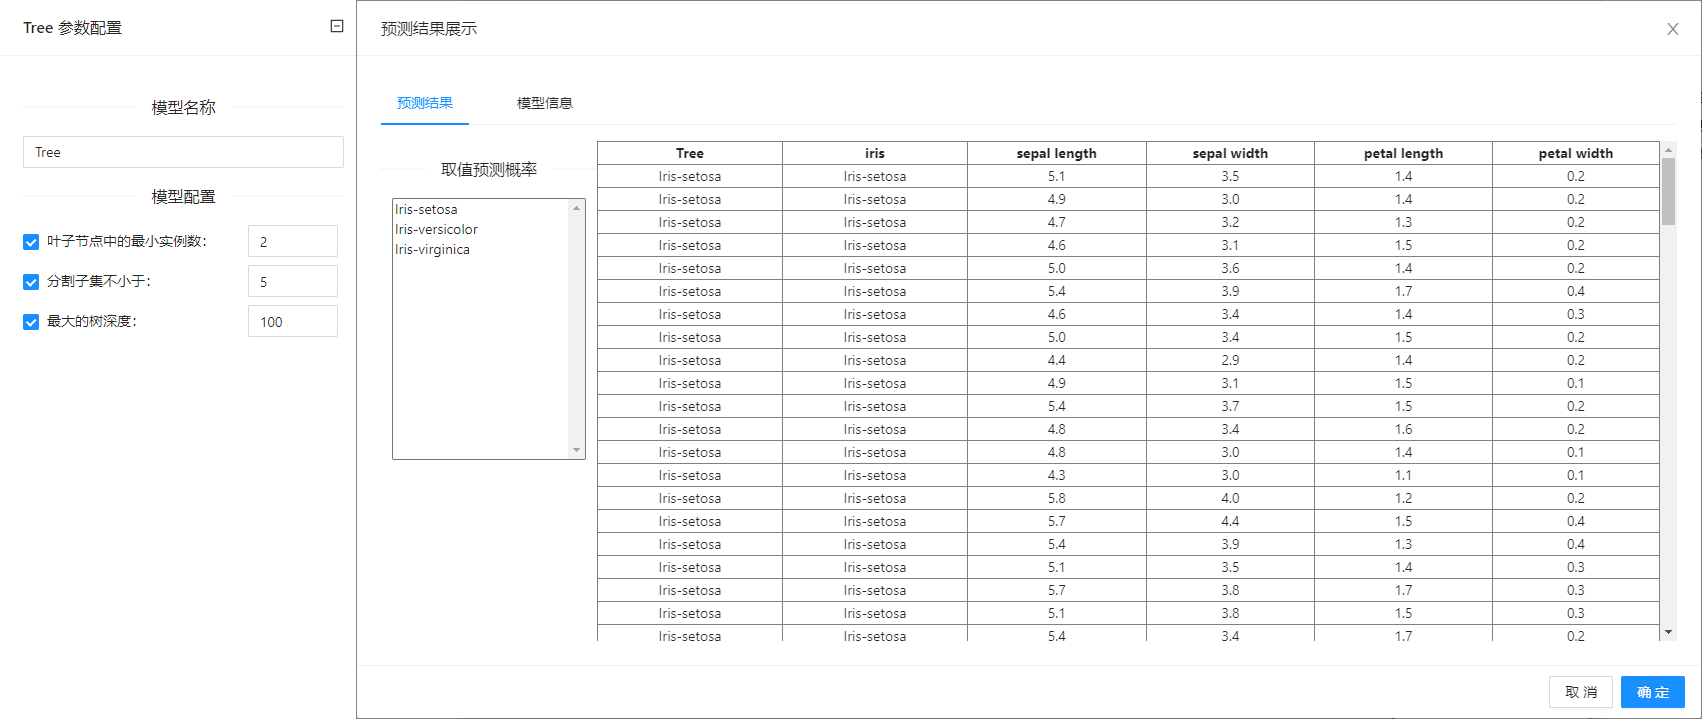 Tree 参数配置
模型名称
Tree
模型配置
叶子节点中的最小实例数: 2
分割子集不小于: 5
最大的树深度: 100
预测结果展示
预测结果 模型信息
取值预测概率
Iris-setosa
Iris-versicolor
Iris-virginica
Tree iris sepal length sepal width petal length petal width
Iris-setosa Iris-setosa 5.1 3.5 1.4 0.2
Iris-setosa Iris-setosa 4.9 3.0 1.4 0.2
Iris-setosa Iris-setosa 4.7 3.2 1.3 0.2
Iris-setosa Iris-setosa 4.6 3.1 1.5 0.2
Iris-setosa Iris-setosa 5.0 3.6 1.4 0.2
Iris-setosa Iris-setosa 5.4 3.9 1.7 0.4
Iris-setosa Iris-setosa 4.6 3.4 1.4 0.3
Iris-setosa Iris-setosa 5.0 3.4 1.5 0.2
Iris-setosa Iris-setosa 4.4 2.9 1.4 0.2
Iris-setosa Iris-setosa 4.9 3.1 1.5 0.1
Iris-setosa Iris-setosa 5.4 3.7 1.5 0.2
Iris-setosa Iris-setosa 4.8 3.4 1.6 0.2
Iris-setosa Iris-setosa 4.8 3.0 1.4 0.1
Iris-setosa Iris-setosa 4.3 3.0 1.1 0.1
Iris-setosa Iris-setosa 5.8 4.0 1.2 0.2
Iris-setosa Iris-setosa 5.7 4.4 1.5 0.4
Iris-setosa Iris-setosa 5.4 3.9 1.3 0.4
Iris-setosa Iris-setosa 5.1 3.5 1.4 0.3
Iris-setosa Iris-setosa 5.7 3.8 1.7 0.3
Iris-setosa Iris-setosa 5.1 3.8 1.5 0.3
Iris-setosa Iris-setosa 5.4 3.4 1.7 0.2
取消 确定